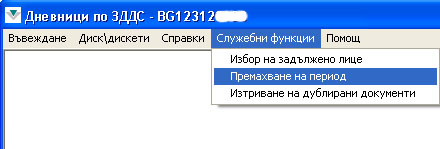 Дневници по ЗДДС - BG12312
Въвеждане Диск\дискети Справки Служебни функции Помощ
Избор на задължено лице
Премахване на период
Изтриване на дублирани документи